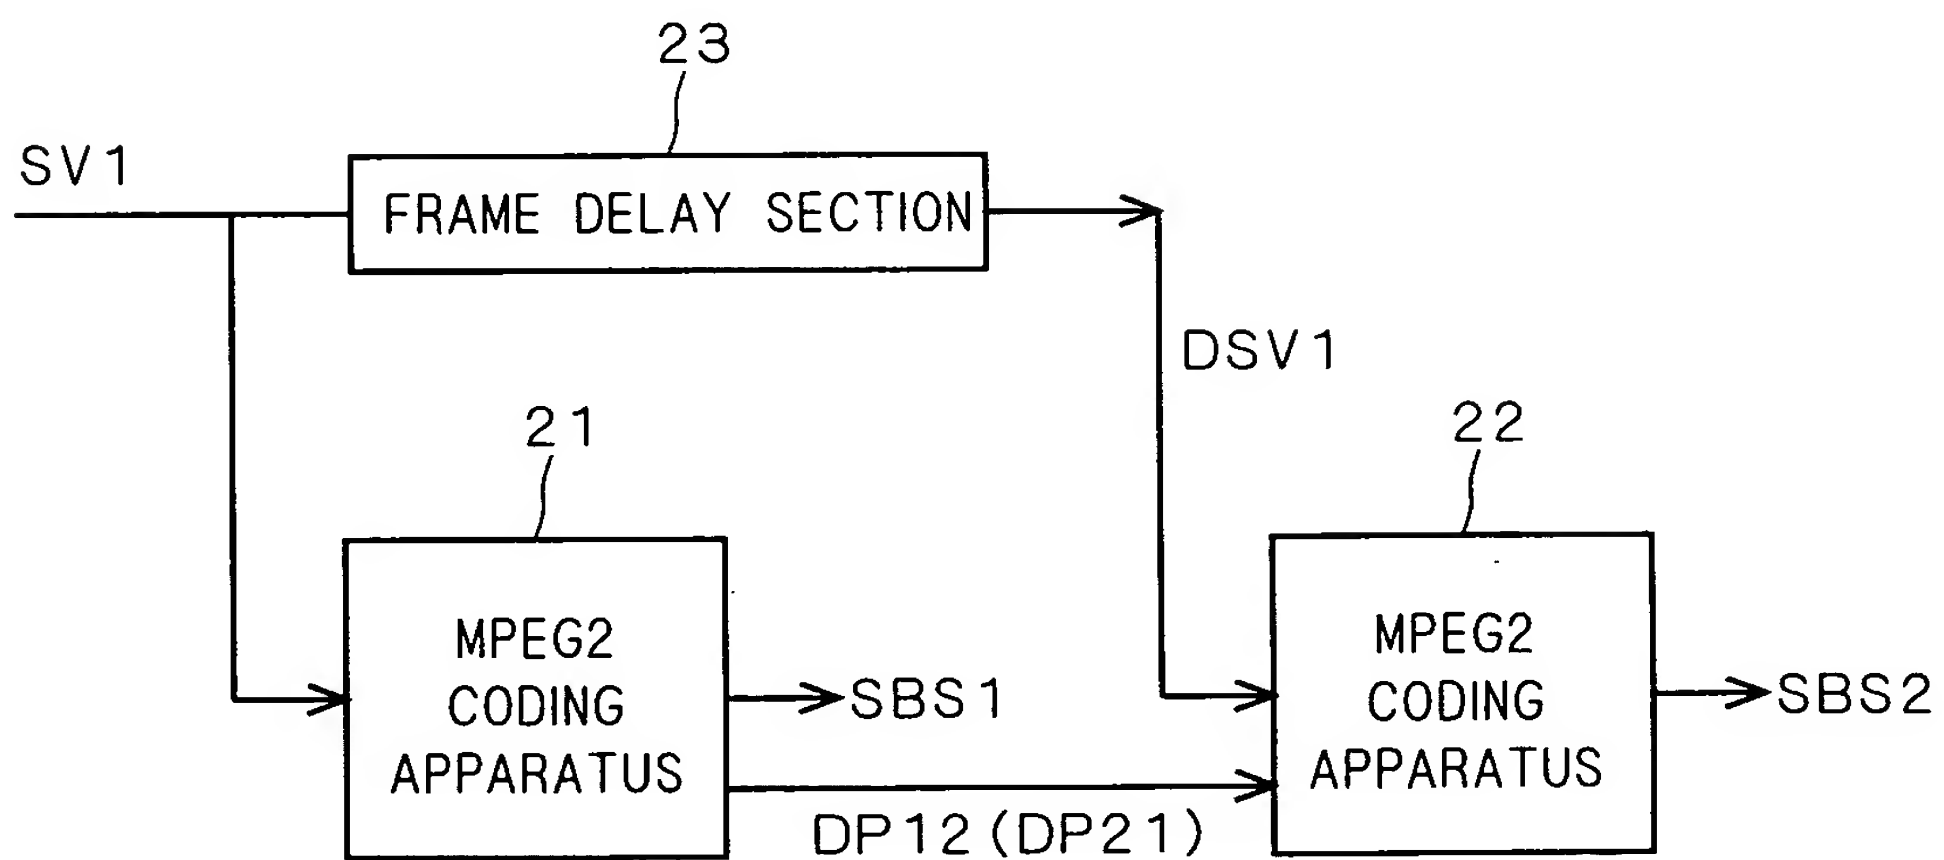 23
SV1
FRAME DELAY SECTION
DSV1
21
22
MPEG2
CODING
APPARATUS
SBS1
MPEG2
CODING
APPARATUS
SBS2
DP12(DP21)